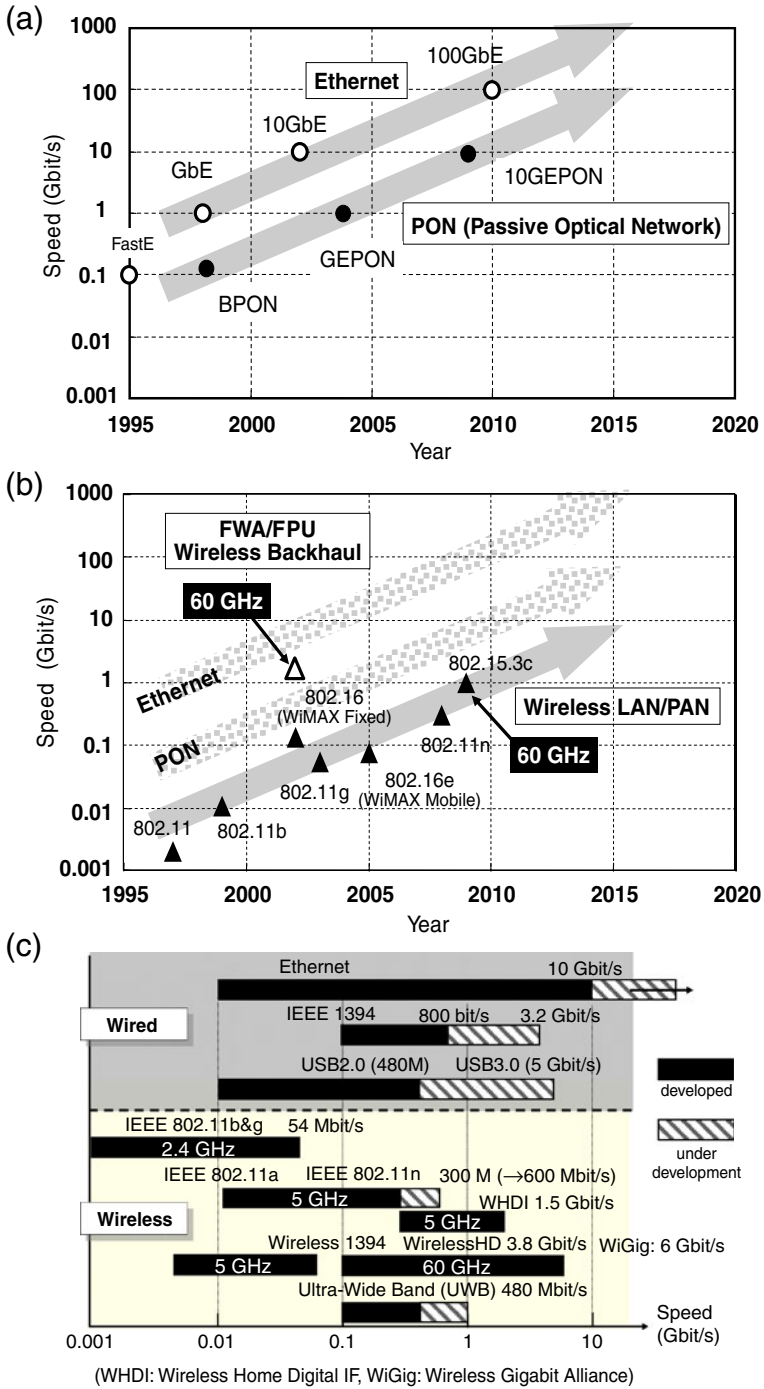 (a)
1000
100
10
1
0.1
0.01
0.001
Speed (Gbit/s)
Ethernet
100GbE
10GbE
GbE
FastE
10GEPON
PON (Passive Optical Network)
GEPON
BPON
1995 2000 2005 2010 2015 2020
Year
(b)
1000
100
10
1
0.1
0.01
0.001
Speed (Gbit/s)
FWA/FPU
Wireless Backhaul
60 GHz
Ethernet
PON
802.15.3c
802.16
(WiMAX Fixed)
Wireless LAN/PAN
802.11n
60 GHz
802.11g
802.16e
(WiMAX Mobile)
802.11
802.11b
1995 2000 2005 2010 2015 2020
Year
(c)
Ethernet 10 Gbit/s
Wired
IEEE 1394 800 bit/s 3.2 Gbit/s
USB2.0 (480M) USB3.0 (5 Gbit/s)
developed
under
development
IEEE 802.11b&g 54 Mbit/s
2.4 GHz
IEEE 802.11a IEEE 802.11n 300 M (→600 Mbit/s)
5 GHz
WHDI 1.5 Gbit/s
Wireless
5 GHz
Wireless 1394 WirelessHD 3.8 Gbit/s WiGig: 6 Gbit/s
5 GHz 60 GHz
Ultra-Wide Band (UWB) 480 Mbit/s
Speed
(Gbit/s)
0.001 0.01 0.1 1 10
(WHDI: Wireless Home Digital IF, WiGig: Wireless Gigabit Alliance)